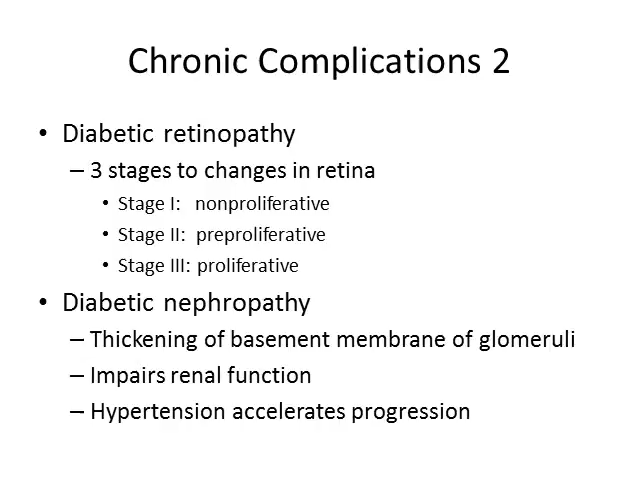 Chronic Complications 2
• Diabetic retinopathy
– 3 stages to changes in retina
• Stage I: nonproliferative
• Stage II: preproliferative
• Stage III: proliferative
• Diabetic nephropathy
– Thickening of basement membrane of glomeruli
– Impairs renal function
– Hypertension accelerates progression